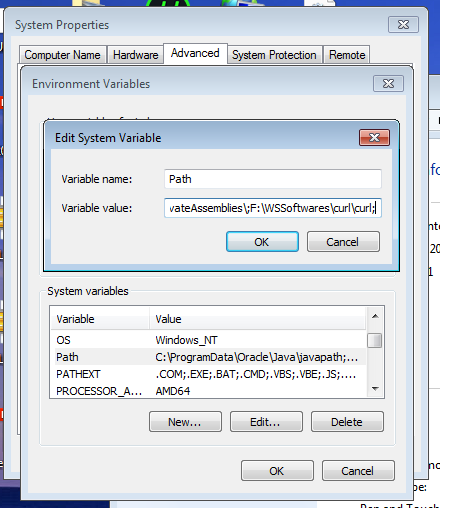 System Properties
Computer Name Hardware Advanced System Protection Remote
Environment Variables
Edit System Variable
Variable name: Path
Variable value: vateAssemblies\;F:\WSSoftwares\curl\curl;
OK Cancel
System variables
Variable Value
OS Windows_NT
Path C:\ProgramData\Oracle\Java\javapath;...
PATHEXT .COM;.EXE;.BAT;.CMD;.VBS;.VBE;.JS;....
PROCESSOR_A... AMD64
New... Edit... Delete
OK Cancel